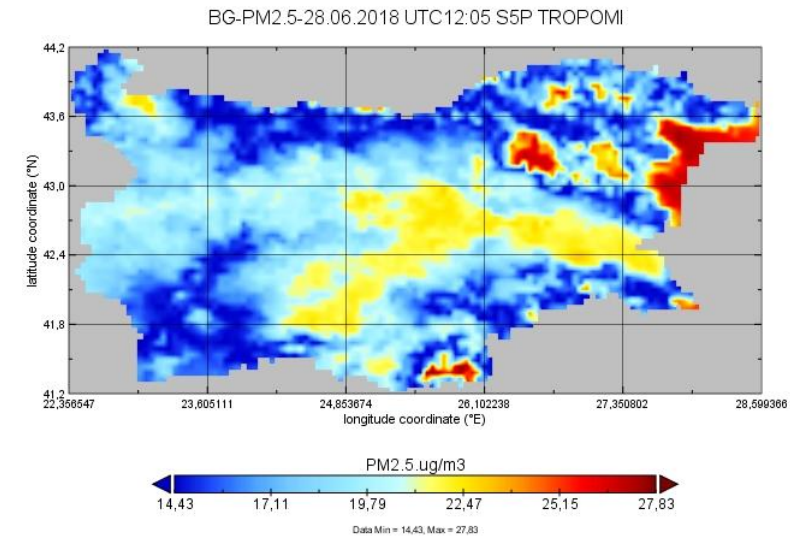 BG-PM2.5-28.06.2018 UTC12:05 S5P TROPOMI
44,2
43,6
43,0
42,4
41,8
41,2
latitude coordinate (°N)
22,356547 23,605111 24,853674 26,102238 27,350802 28,599366
longitude coordinate (°E)
PM2.5.ug/m3
14,43 17,11 19,79 22,47 25,15 27,83
Data Min = 14,43, Max = 27,83